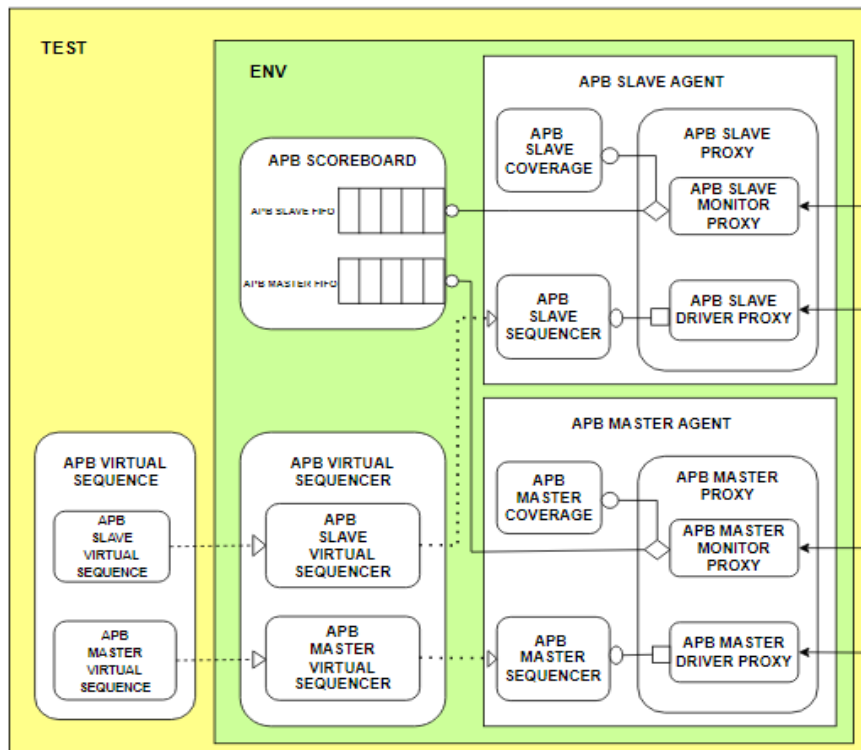 TEST
ENV
APB SCOREBOARD
APB SLAVE FIFO
APB MASTER FIFO
APB SLAVE AGENT
APB
SLAVE
COVERAGE
APB SLAVE
PROXY
APB SLAVE
MONITOR
PROXY
APB
SLAVE
SEQUENCER
APB SLAVE
DRIVER PROXY
APB MASTER AGENT
APB
MASTER
COVERAGE
APB MASTER
PROXY
APB MASTER
MONITOR
PROXY
APB
MASTER
SEQUENCER
APB MASTER
DRIVER PROXY
APB VIRTUAL
SEQUENCE
APB
SLAVE
VIRTUAL
SEQUENCE
APB
MASTER
VIRTUAL
SEQUENCE
APB VIRTUAL
SEQUENCER
APB
SLAVE
VIRTUAL
SEQUENCER
APB
MASTER
VIRTUAL
SEQUENCER